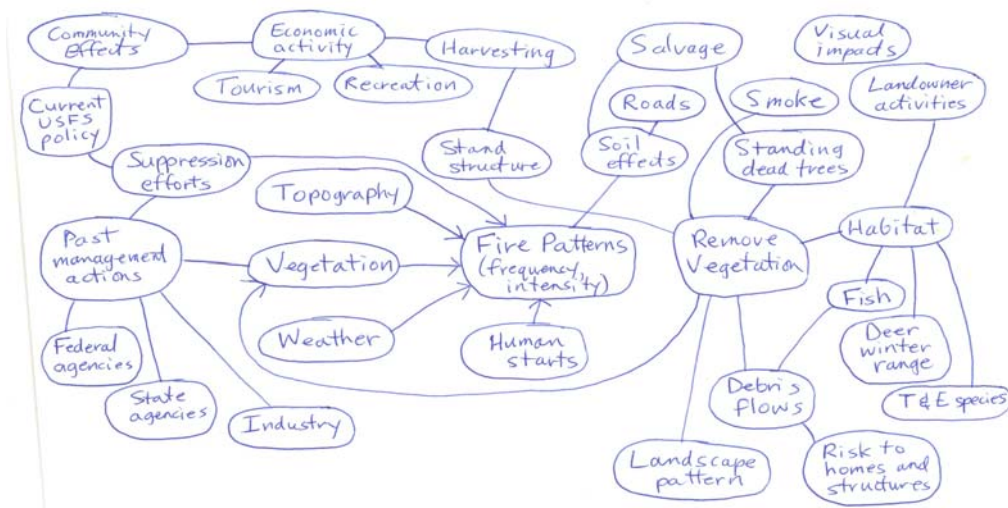 Community
effects
Economic
activity
Harvesting
Salvage
Visual
impacts
Tourism
Recreation
Landowner
activities
Current
USFS
policy
Roads
Smoke
Suppression
efforts
Stand
structure
Soil
effects
Standing
dead trees
Topography
Past
management
actions
Vegetation
Fire Patterns
(frequency,
intensity)
Remove
Vegetation
Habitat
Fish
Weather
Human
starts
Deer
winter
range
Federal
agencies
State
agencies
Industry
Debris
flows
T & E species
Landscape
pattern
Risk to
homes and
structures